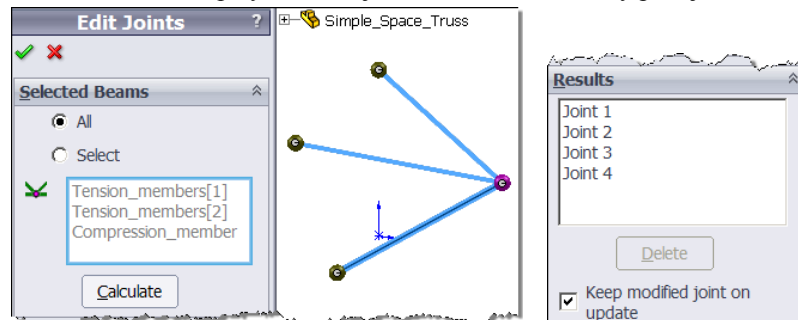 Edit Joints ?
Simple_Space_Truss
Selected Beams
All
Select
Tension_members[1]
Tension_members[2]
Compression_member
Calculate
Results
Joint 1
Joint 2
Joint 3
Joint 4
Delete
Keep modified joint on
update